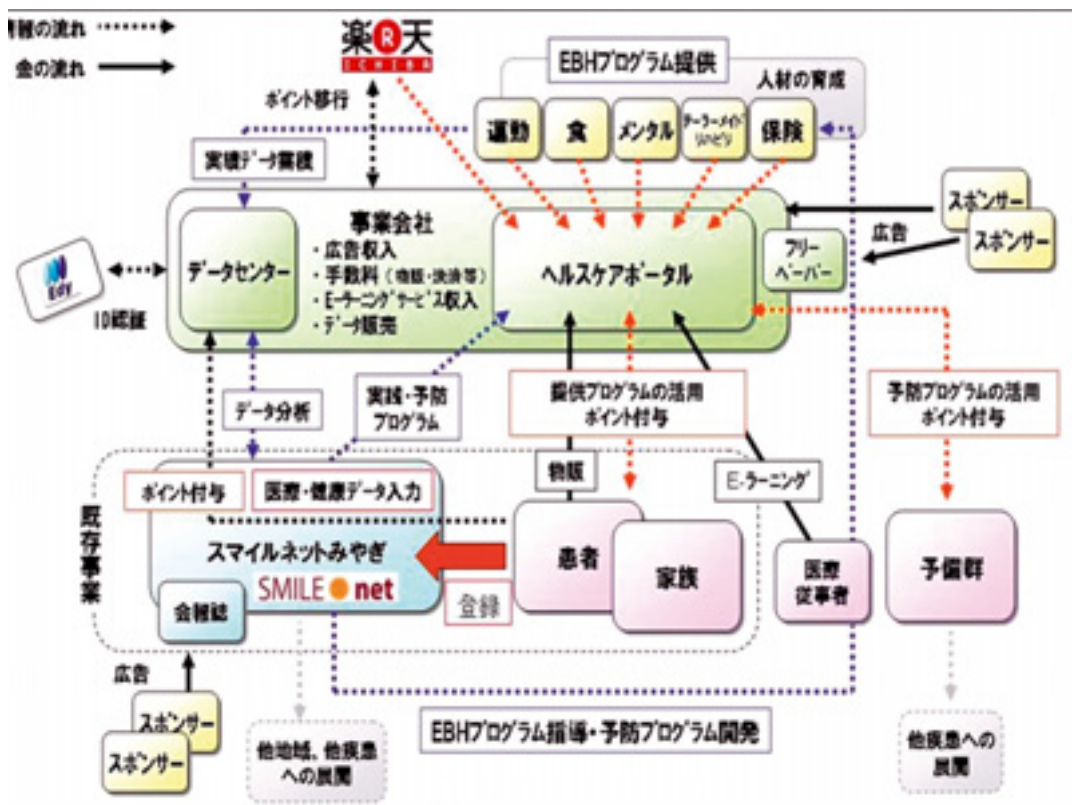 情報の流れ
金の流れ
楽R天
ICHIBA
ポイント移行
EBHプログラム提供
人材の育成
運動
食
メンタル
テーラーメイド
リハビリ
保険
実績データ蓄積
事業会社
・広告収入
・手数料（物販・決済等）
・E-ラーニングサービス収入
・データ販売
データセンター
ヘルスケアポータル
フリー
ペーパー
広告
スポンサー
スポンサー
Edy
ID認証
データ分析
実践・予防
プログラム
提供プログラムの活用
ポイント付与
予防プログラムの活用
ポイント付与
物販
E-ラーニング
既存事業
ポイント付与
医療・健康データ入力
スマイルネットみやぎ
SMILE net
会報誌
登録
患者
家族
医療
従事者
予備群
広告
スポンサー
スポンサー
EBHプログラム指導・予防プログラム開発
他地域、他疾患
への展開
他疾患への
展開